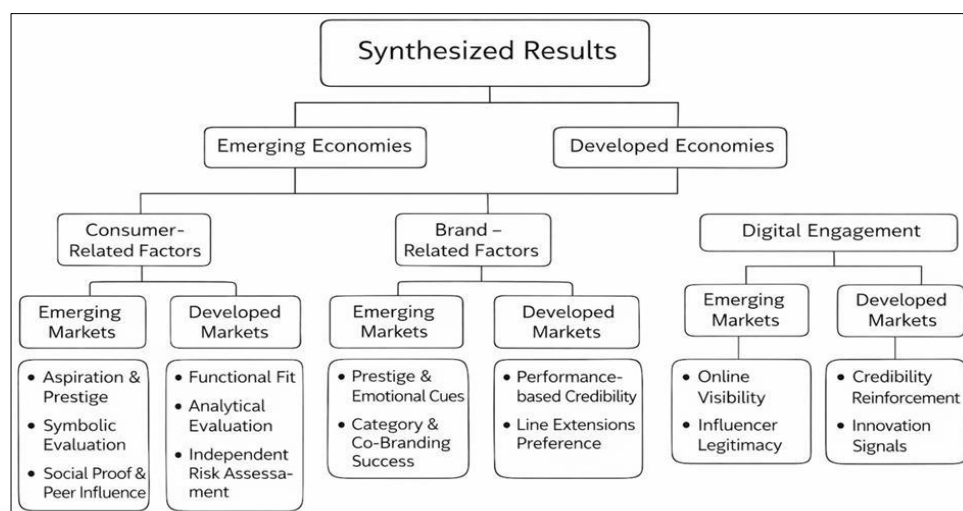 Synthesized Results
Emerging Economies
Developed Economies
Consumer-
Related Factors
Brand –
Related Factors
Digital Engagement
Emerging
Markets
Developed
Markets
Emerging
Markets
Developed
Markets
Emerging
Markets
Developed
Markets
• Aspiration &
Prestige
• Symbolic
Evaluation
• Social Proof &
Peer Influence
• Functional Fit
• Analytical
Evaluation
• Independent
Risk Assessa-
ment
• Prestige &
Emotional Cues
• Category &
Co-Branding
Success
• Performance-
based Credibility
• Line Extensions
Preference
• Online
Visibility
• Influencer
Legitimacy
• Credibility
Reinforcement
• Innovation
Signals